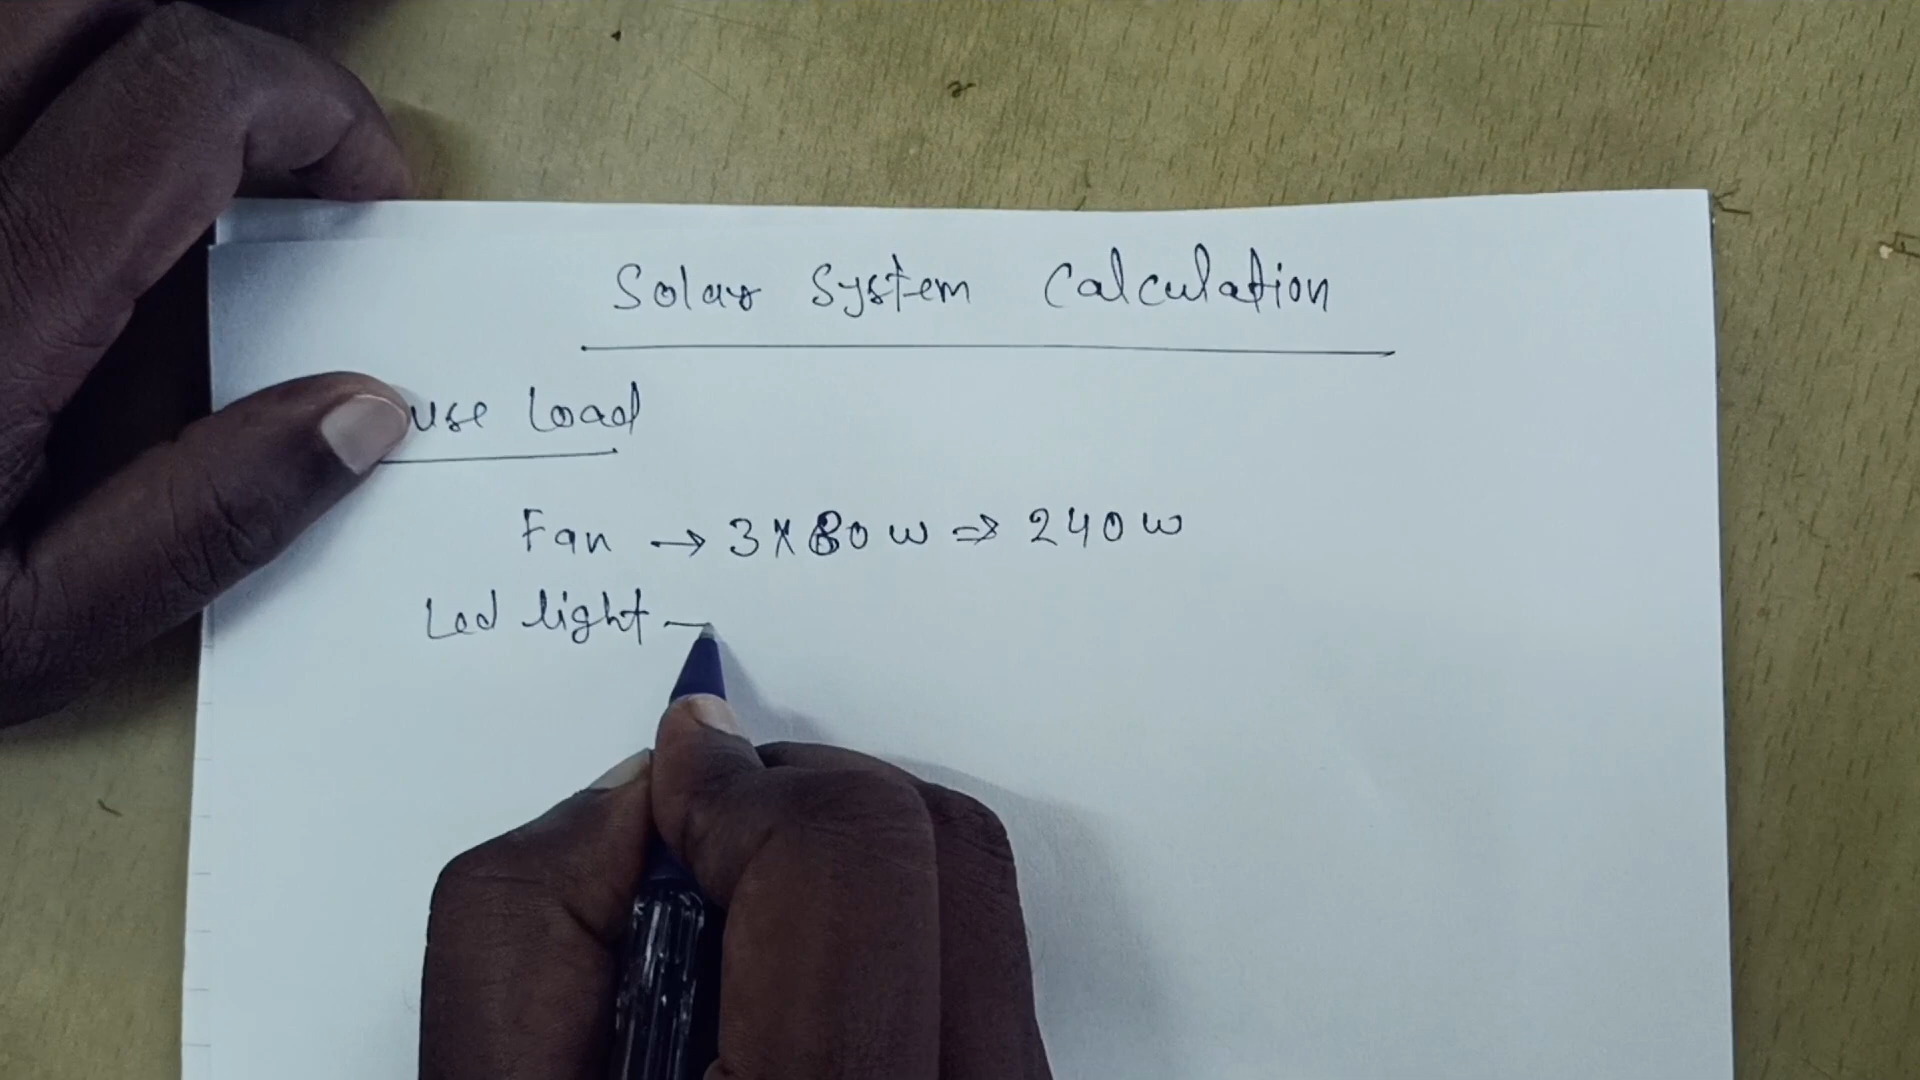 Solar System Calculation
use Load
Fan → 3 × 80 w ⇒ 240 w
Led light —